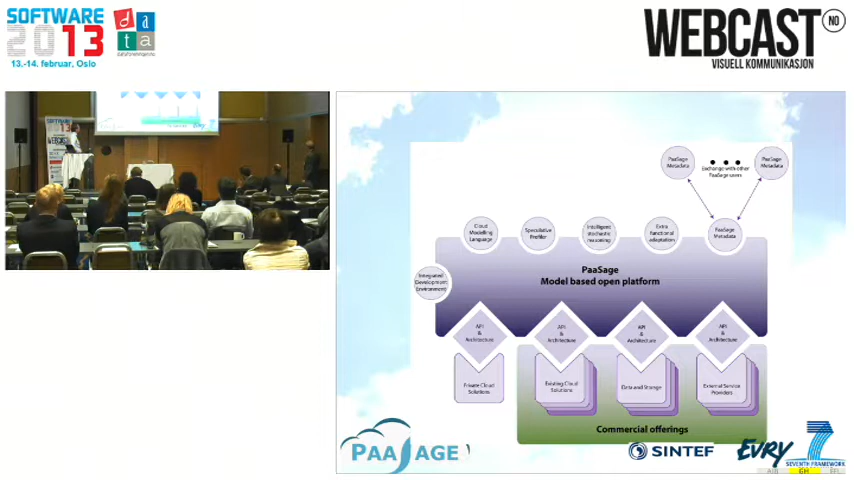 SOFTWARE
2013
13.-14. februar, Oslo
data
WEBCAST
NO
VISUELL KOMMUNIKASJON
SOFTWARE
PaaSage
Metadata
Exchange with other
PaaSage users
PaaSage
Metadata
Cloud
Modelling
Language
Speculative
Profiler
Intelligent
stochastic
reasoning
Extra
functional
adaptation
PaaSage
Metadata
Integrated
Development
Environment
PaaSage
Model based open platform
API
&
Architecture
API
&
Architecture
API
&
Architecture
API
&
Architecture
Private Cloud
Solutions
Existing Cloud
Solutions
Data and Storage
External Service
Providers
Commercial offerings
PAASAGE
SINTEF
EVRY
SEVENTH FRAMEWORK